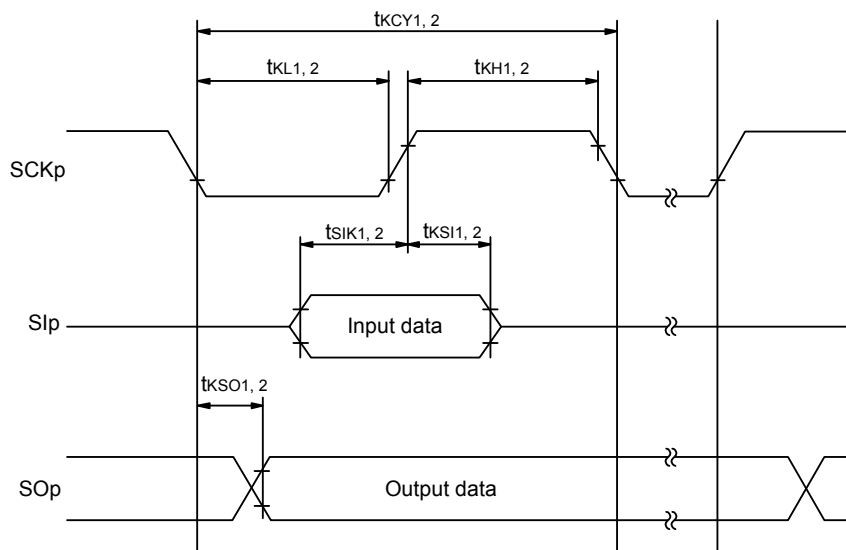 tKCY1, 2
tKL1, 2
tKH1, 2
SCKp
tSIK1, 2
tKSI1, 2
SIp
Input data
tKSO1, 2
SOp
Output data